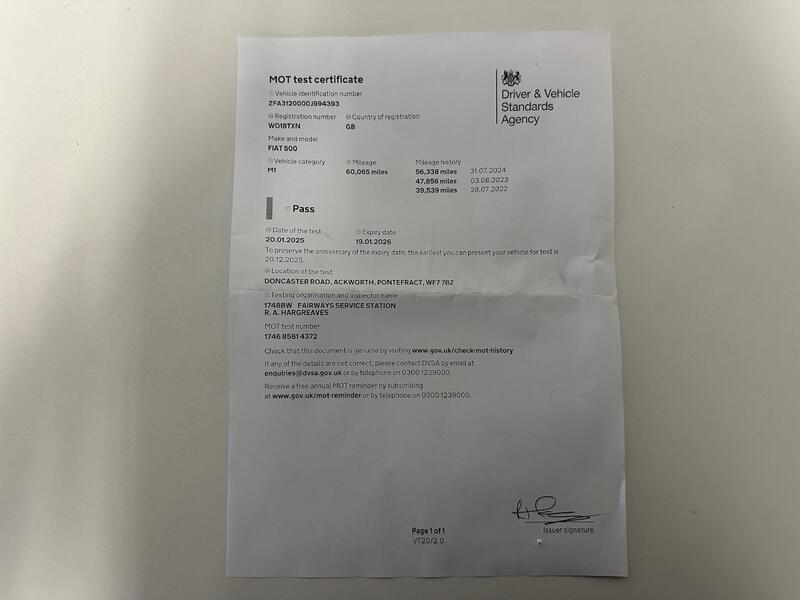 MOT test certificate
Vehicle identification number
ZFA3120000J994393
Registration number
WO18TXN
Country of registration
GB
Make and model
FIAT 500
Vehicle category
M1
Mileage
60,065 miles
Mileage history
56,338 miles 31.07.2024
47,856 miles 03.08.2023
39,539 miles 28.07.2022
Driver & Vehicle
Standards
Agency
Pass
Date of the test
20.01.2025
Expiry date
19.01.2026
To preserve the anniversary of the expiry date, the earliest you can present your vehicle for test is
20.12.2025.
Location of the test
DONCASTER ROAD, ACKWORTH, PONTEFRACT, WF7 7BZ
Testing organisation and inspector name
1748BW FAIRWAYS SERVICE STATION
R. A. HARGREAVES
MOT test number
1746 8581 4372
Check that this document is genuine by visiting www.gov.uk/check-mot-history
If any of the details are not correct, please contact DVSA by email at
enquiries@dvsa.gov.uk or by telephone on 0300 1239000.
Receive a free annual MOT reminder by subscribing
at www.gov.uk/mot-reminder or by telephone on 0300 1239000.
Issuer signature
Page 1 of 1
VT20/2.0